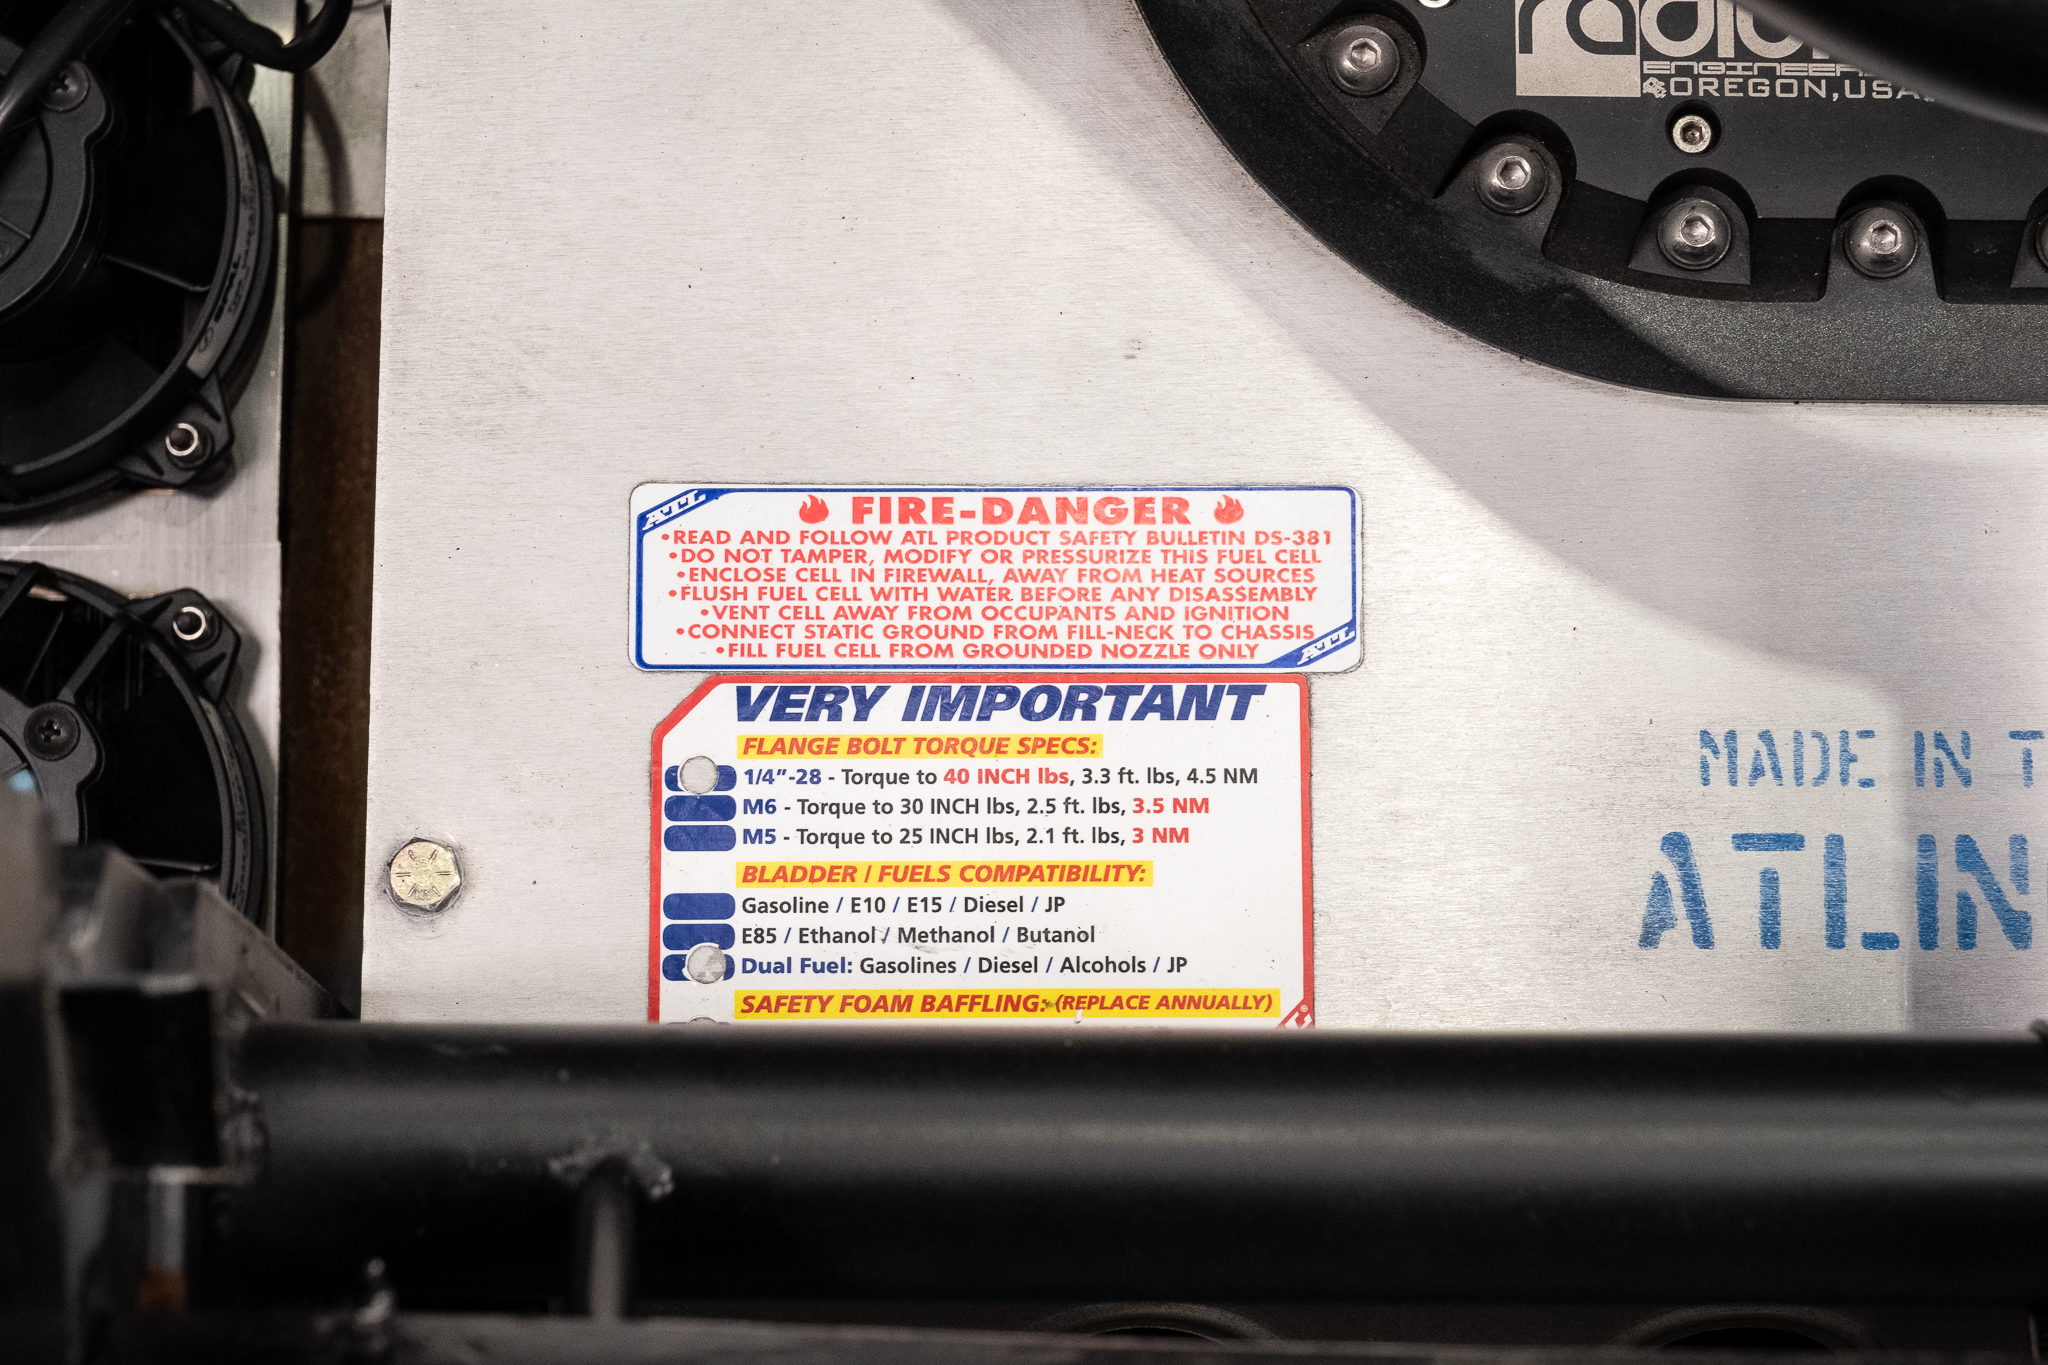 ENGINEER
OREGON, USA
ATL
FIRE-DANGER
•READ AND FOLLOW ATL PRODUCT SAFETY BULLETIN DS-381
•DO NOT TAMPER, MODIFY OR PRESSURIZE THIS FUEL CELL
•ENCLOSE CELL IN FIREWALL, AWAY FROM HEAT SOURCES
•FLUSH FUEL CELL WITH WATER BEFORE ANY DISASSEMBLY
•VENT CELL AWAY FROM OCCUPANTS AND IGNITION
•CONNECT STATIC GROUND FROM FILL-NECK TO CHASSIS
•FILL FUEL CELL FROM GROUNDED NOZZLE ONLY
ATL
VERY IMPORTANT
FLANGE BOLT TORQUE SPECS:
1/4”-28 - Torque to 40 INCH lbs, 3.3 ft. lbs, 4.5 NM
M6 - Torque to 30 INCH lbs, 2.5 ft. lbs, 3.5 NM
M5 - Torque to 25 INCH lbs, 2.1 ft. lbs, 3 NM
BLADDER / FUELS COMPATIBILITY:
Gasoline / E10 / E15 / Diesel / JP
E85 / Ethanol / Methanol / Butanol
Dual Fuel: Gasolines / Diesel / Alcohols / JP
SAFETY FOAM BAFFLING: (REPLACE ANNUALLY)
MADE IN T
ATLIN